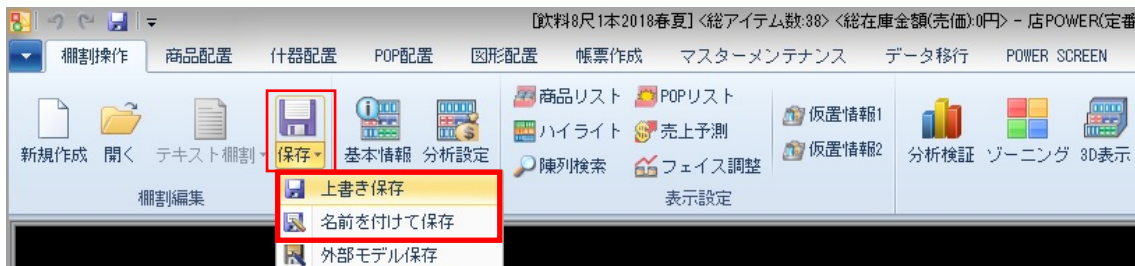 [飲料8尺1本2018春夏]<総アイテム数:38> <総在庫金額(売価):0円> - 店POWER(定番
棚割操作 商品配置 什器配置 POP配置 図形配置 帳票作成 マスターメンテナンス データ移行 POWER SCREEN
商品リスト POPリスト 仮置情報1
ハイライト 売上予測 仮置情報2
新規作成 開く テキスト棚割 保存 基本情報 分析設定 陳列検索 フェイス調整 分析検証 ゾーニング 3D表示
棚割編集 表示設定
上書き保存
名前を付けて保存
外部モデル保存